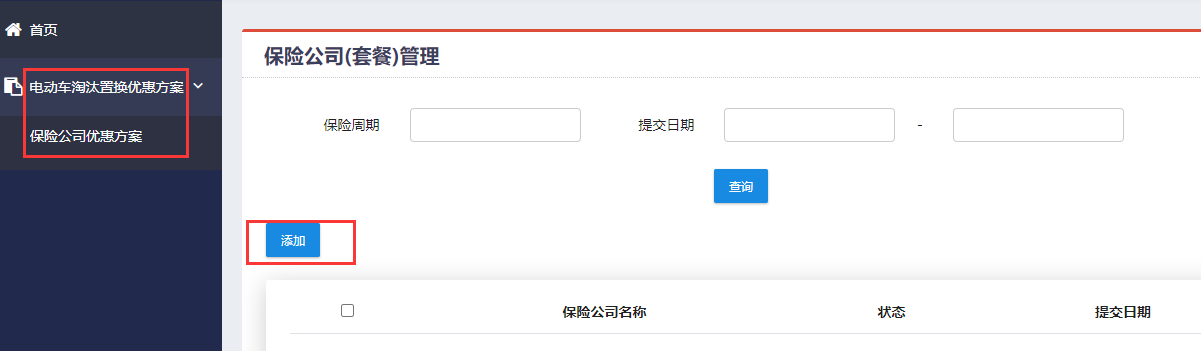 首页
电动车淘汰置换优惠方案
保险公司优惠方案
保险公司(套餐)管理
保险周期
提交日期 -
查询
添加
保险公司名称 状态 提交日期